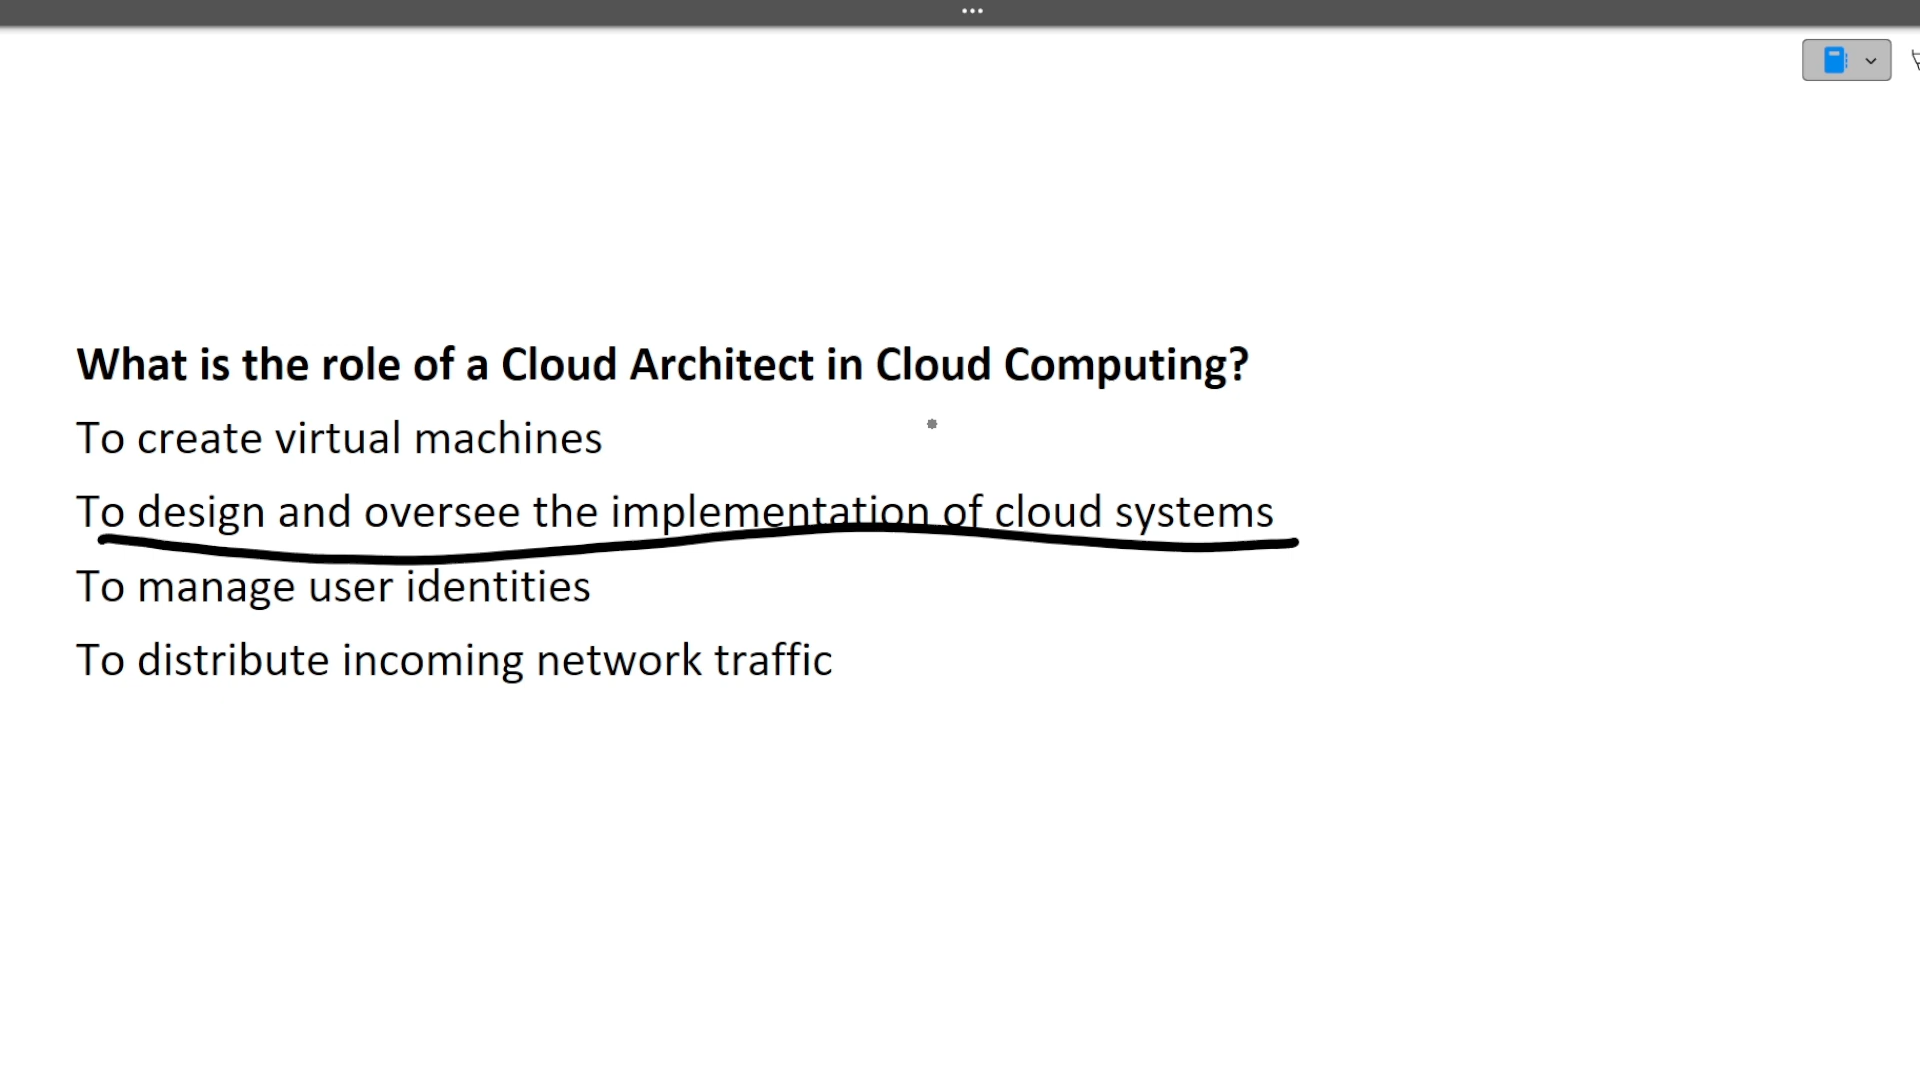 What is the role of a Cloud Architect in Cloud Computing?
To create virtual machines
To design and oversee the implementation of cloud systems
To manage user identities
To distribute incoming network traffic